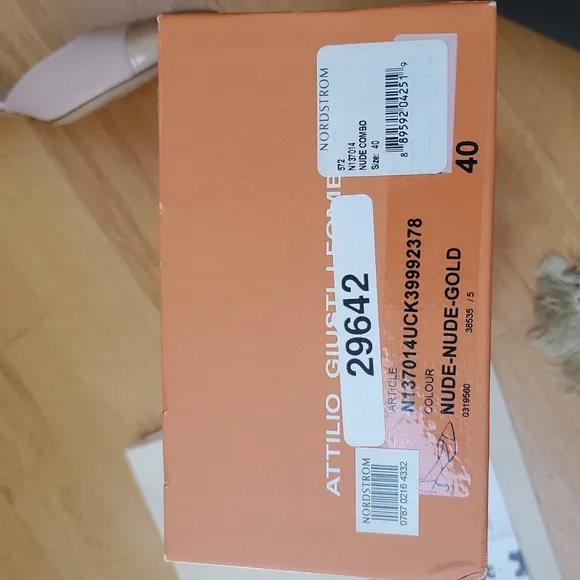 NORDSTROM
572
N137014
NUDE COMBO
Size: 40
8 89592 04251 9
ATTILIO GIUSTI LEOMB
29642
ARTICLE
N137014UCK39992378
COLOUR
NUDE-NUDE-GOLD
40
0319560 38535 / 5
NORDSTROM
0787 0216 4332